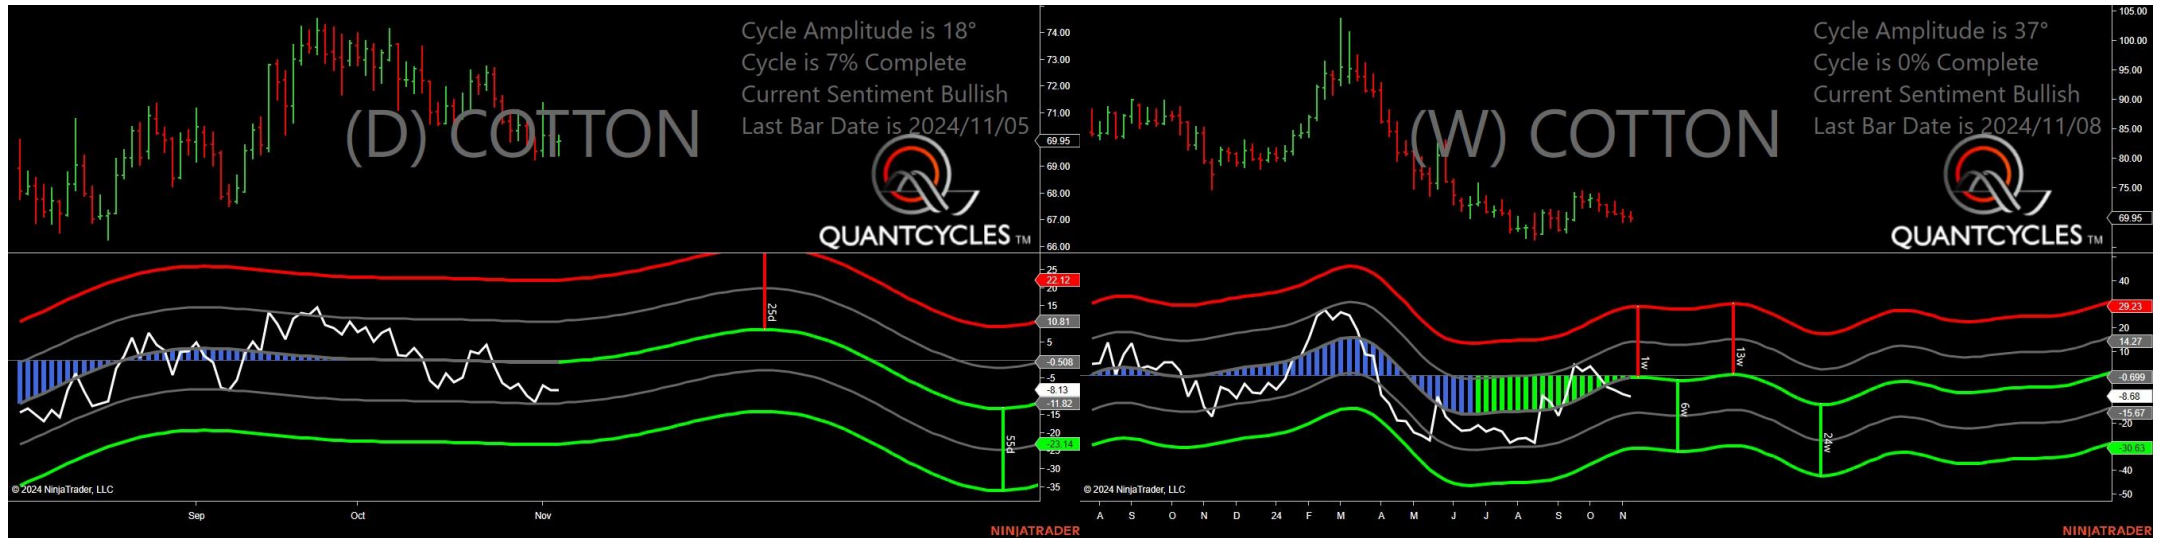 Cycle Amplitude is 18°
Cycle is 7% Complete
Current Sentiment Bullish
Last Bar Date is 2024/11/05
(D) COTTON
QUANTCYCLES TM
74.00
73.00
72.00
71.00
69.95
69.00
68.00
67.00
66.00
25
22.12
20
15
10.81
5
-0.508
-5
-8.13
-11.82
-15
-20
-23.14
-25
-30
-35
25d
55d
© 2024 NinjaTrader, LLC
Sep
Oct
Nov
NINJATRADER
Cycle Amplitude is 37°
Cycle is 0% Complete
Current Sentiment Bullish
Last Bar Date is 2024/11/08
(W) COTTON
QUANTCYCLES TM
105.00
100.00
95.00
90.00
85.00
80.00
75.00
69.95
40
29.23
20
14.27
10
-0.699
-8.68
-15.67
-20
-30.63
-40
-50
1w
6w
13w
24w
© 2024 NinjaTrader, LLC
A
S
O
N
D
24
F
M
A
M
J
J
A
S
O
N
NINJATRADER